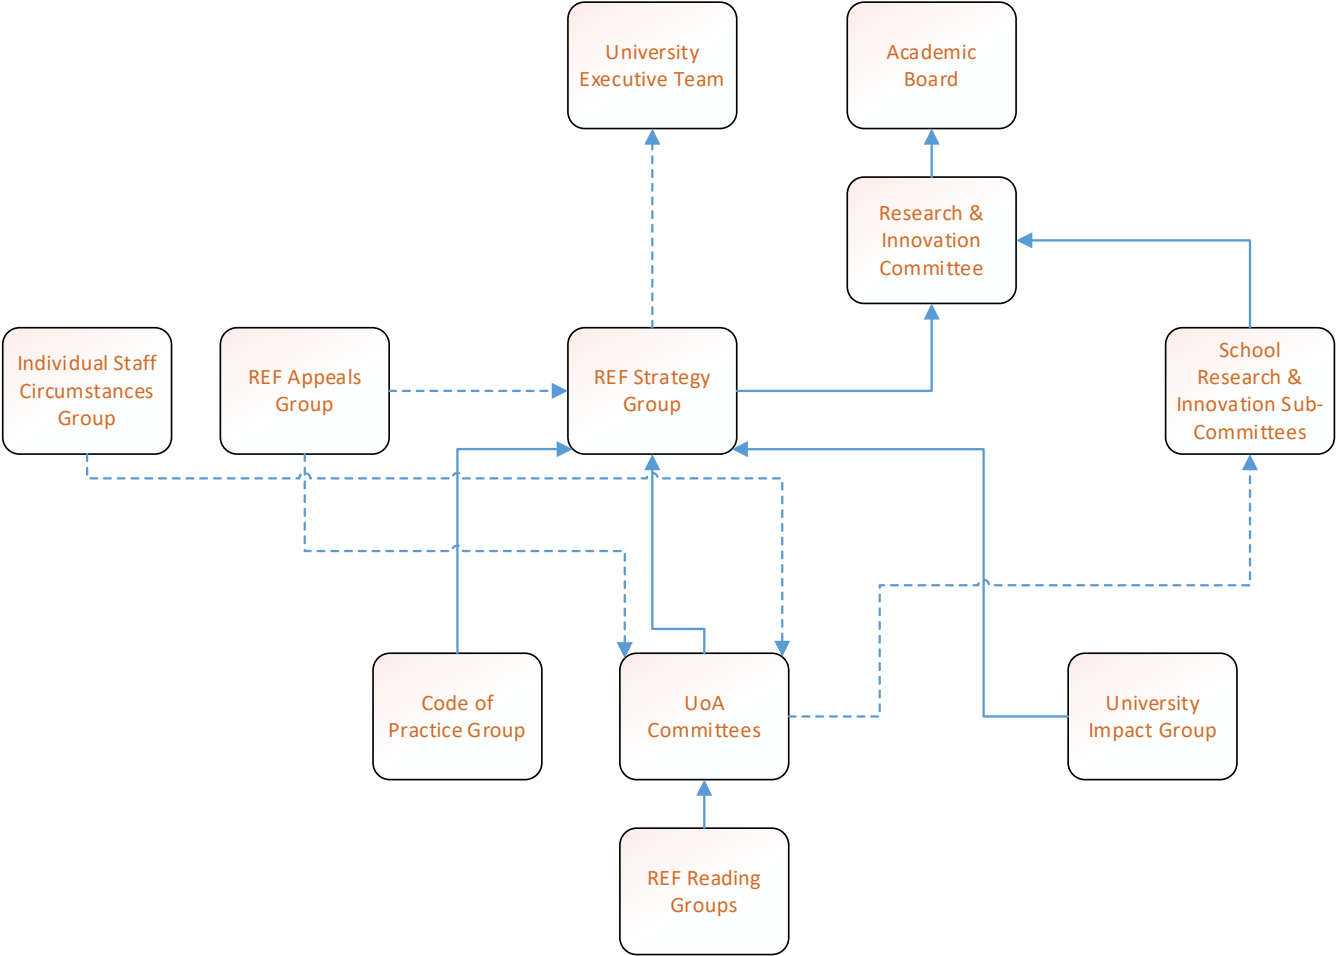 University
Executive Team
Academic
Board
Research &
Innovation
Committee
Individual Staff
Circumstances
Group
REF Appeals
Group
REF Strategy
Group
School
Research &
Innovation Sub-
Committees
Code of
Practice Group
UoA
Committees
University
Impact Group
REF Reading
Groups